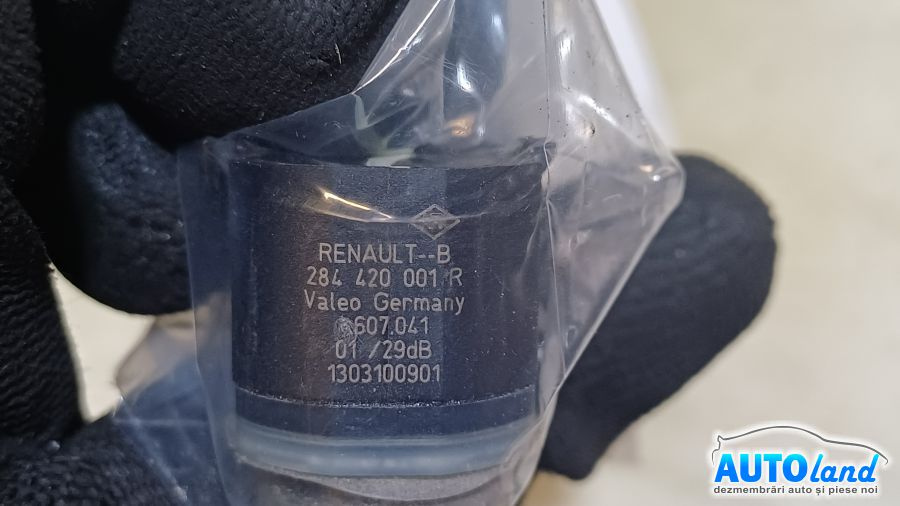 RENAULT--B
284 420 001 R
Valeo Germany
607.041
01 /29dB
1303100901
AUTOland
dezmembrări auto și piese noi